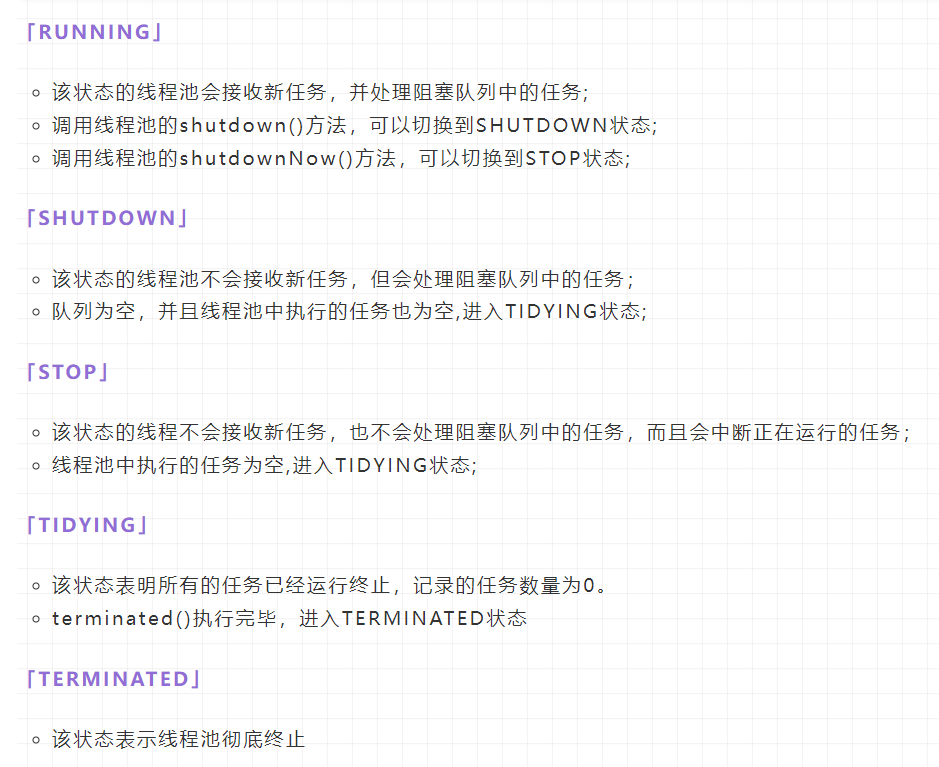 「RUNNING」
该状态的线程池会接收新任务，并处理阻塞队列中的任务;
调用线程池的shutdown()方法，可以切换到SHUTDOWN状态;
调用线程池的shutdownNow()方法，可以切换到STOP状态;
「SHUTDOWN」
该状态的线程池不会接收新任务，但会处理阻塞队列中的任务；
队列为空，并且线程池中执行的任务也为空,进入TIDYING状态;
「STOP」
该状态的线程不会接收新任务，也不会处理阻塞队列中的任务，而且会中断正在运行的任务；
线程池中执行的任务为空,进入TIDYING状态;
「TIDYING」
该状态表明所有的任务已经运行终止，记录的任务数量为0。
terminated()执行完毕，进入TERMINATED状态
「TERMINATED」
该状态表示线程池彻底终止